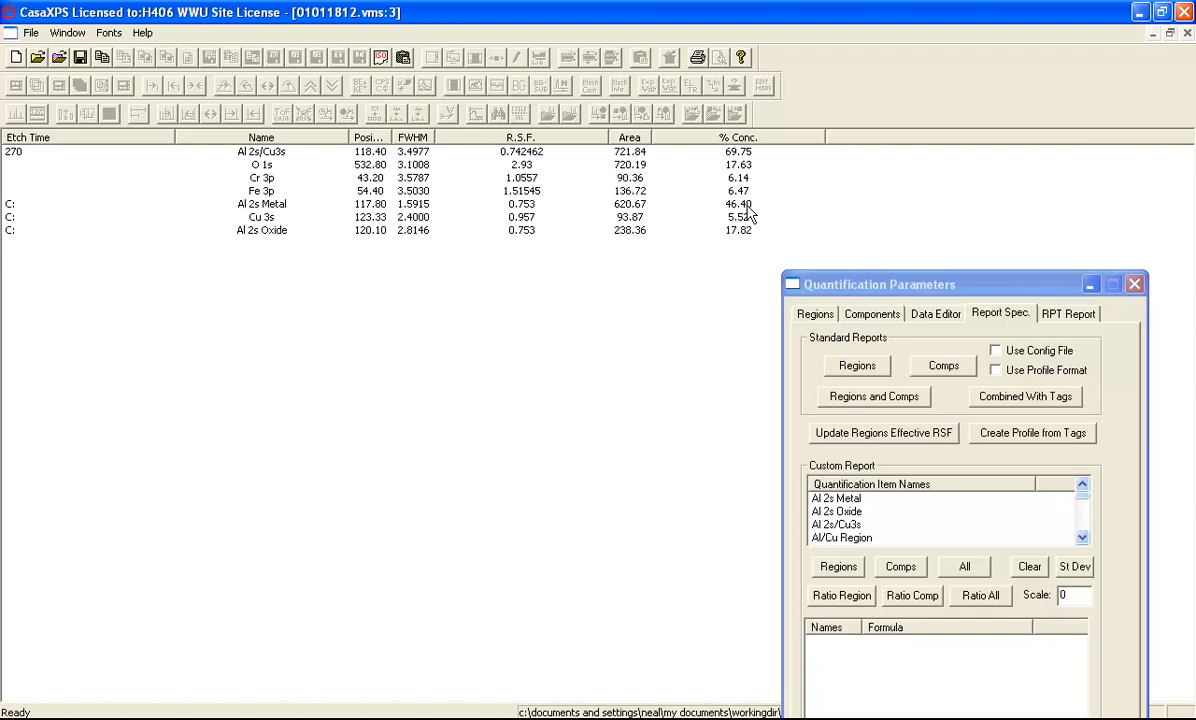 CasaXPS Licensed to:H406 WWU Site License - [01011812.vms:3]
File Window Fonts Help
Etch Time Name Posi... FWHM R.S.F. Area % Conc.
270 Al 2s/Cu3s 118.40 3.4977 0.742462 721.84 69.75
O 1s 532.80 3.1008 2.93 720.19 17.63
Cr 3p 43.20 3.5787 1.0557 90.36 6.14
Fe 3p 54.40 3.5030 1.51545 136.72 6.47
C: Al 2s Metal 117.80 1.5915 0.753 620.67 46.40
C: Cu 3s 123.33 2.4000 0.957 93.87
C: Al 2s Oxide 120.10 2.8146 0.753 238.36 17.82
Quantification Parameters
Regions Components Data Editor Report Spec. RPT Report
Standard Reports
Use Config File
Regions Comps
Use Profile Format
Regions and Comps Combined With Tags
Update Regions Effective RSF Create Profile from Tags
Custom Report
Quantification Item Names
Al 2s Metal
Al 2s Oxide
Al 2s/Cu3s
Al/Cu Region
Regions Comps All Clear St Dev
Ratio Region Ratio Comp Ratio All Scale: 0
Names Formula
Ready c:\documents and settings\neal\my documents\workingdir\